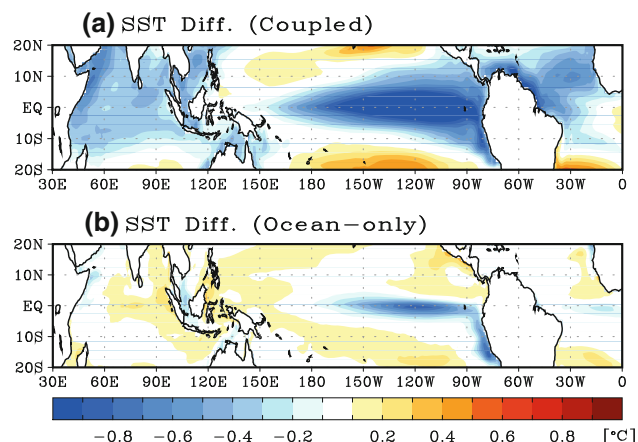 (a) SST Diff. (Coupled)
20N
10N
EQ
10S
20S
30E 60E 90E 120E 150E 180 150W 120W 90W 60W 30W 0
(b) SST Diff. (Ocean−only)
20N
10N
EQ
10S
20S
30E 60E 90E 120E 150E 180 150W 120W 90W 60W 30W 0
−0.8 −0.6 −0.4 −0.2 0.2 0.4 0.6 0.8 [°C]